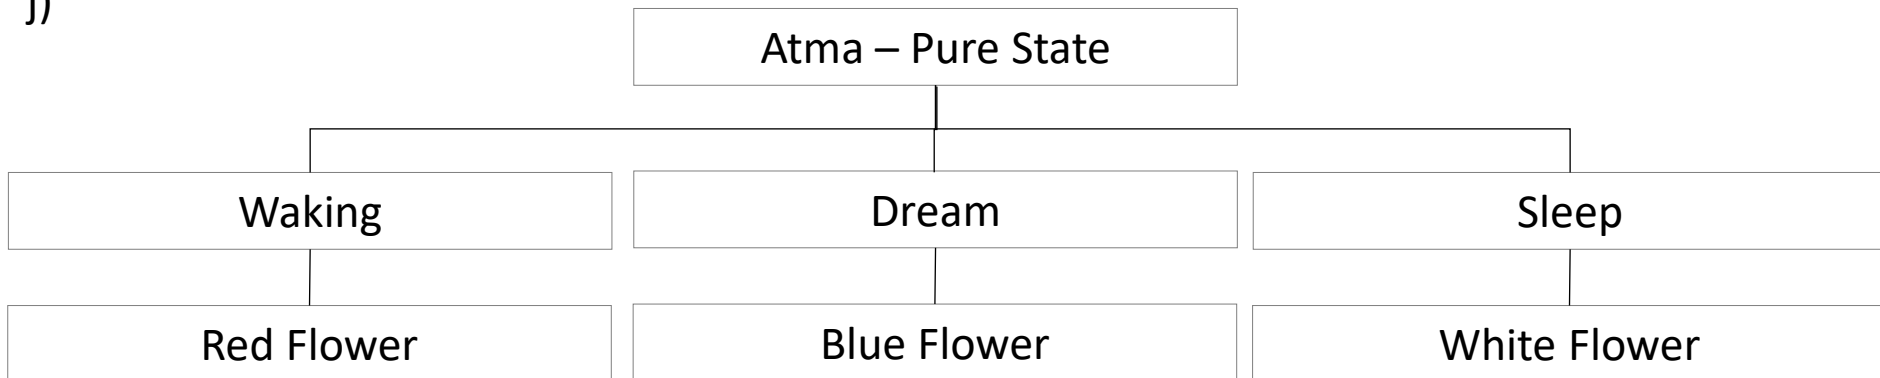 j)
Atma – Pure State
Waking
Dream
Sleep
Red Flower
Blue Flower
White Flower